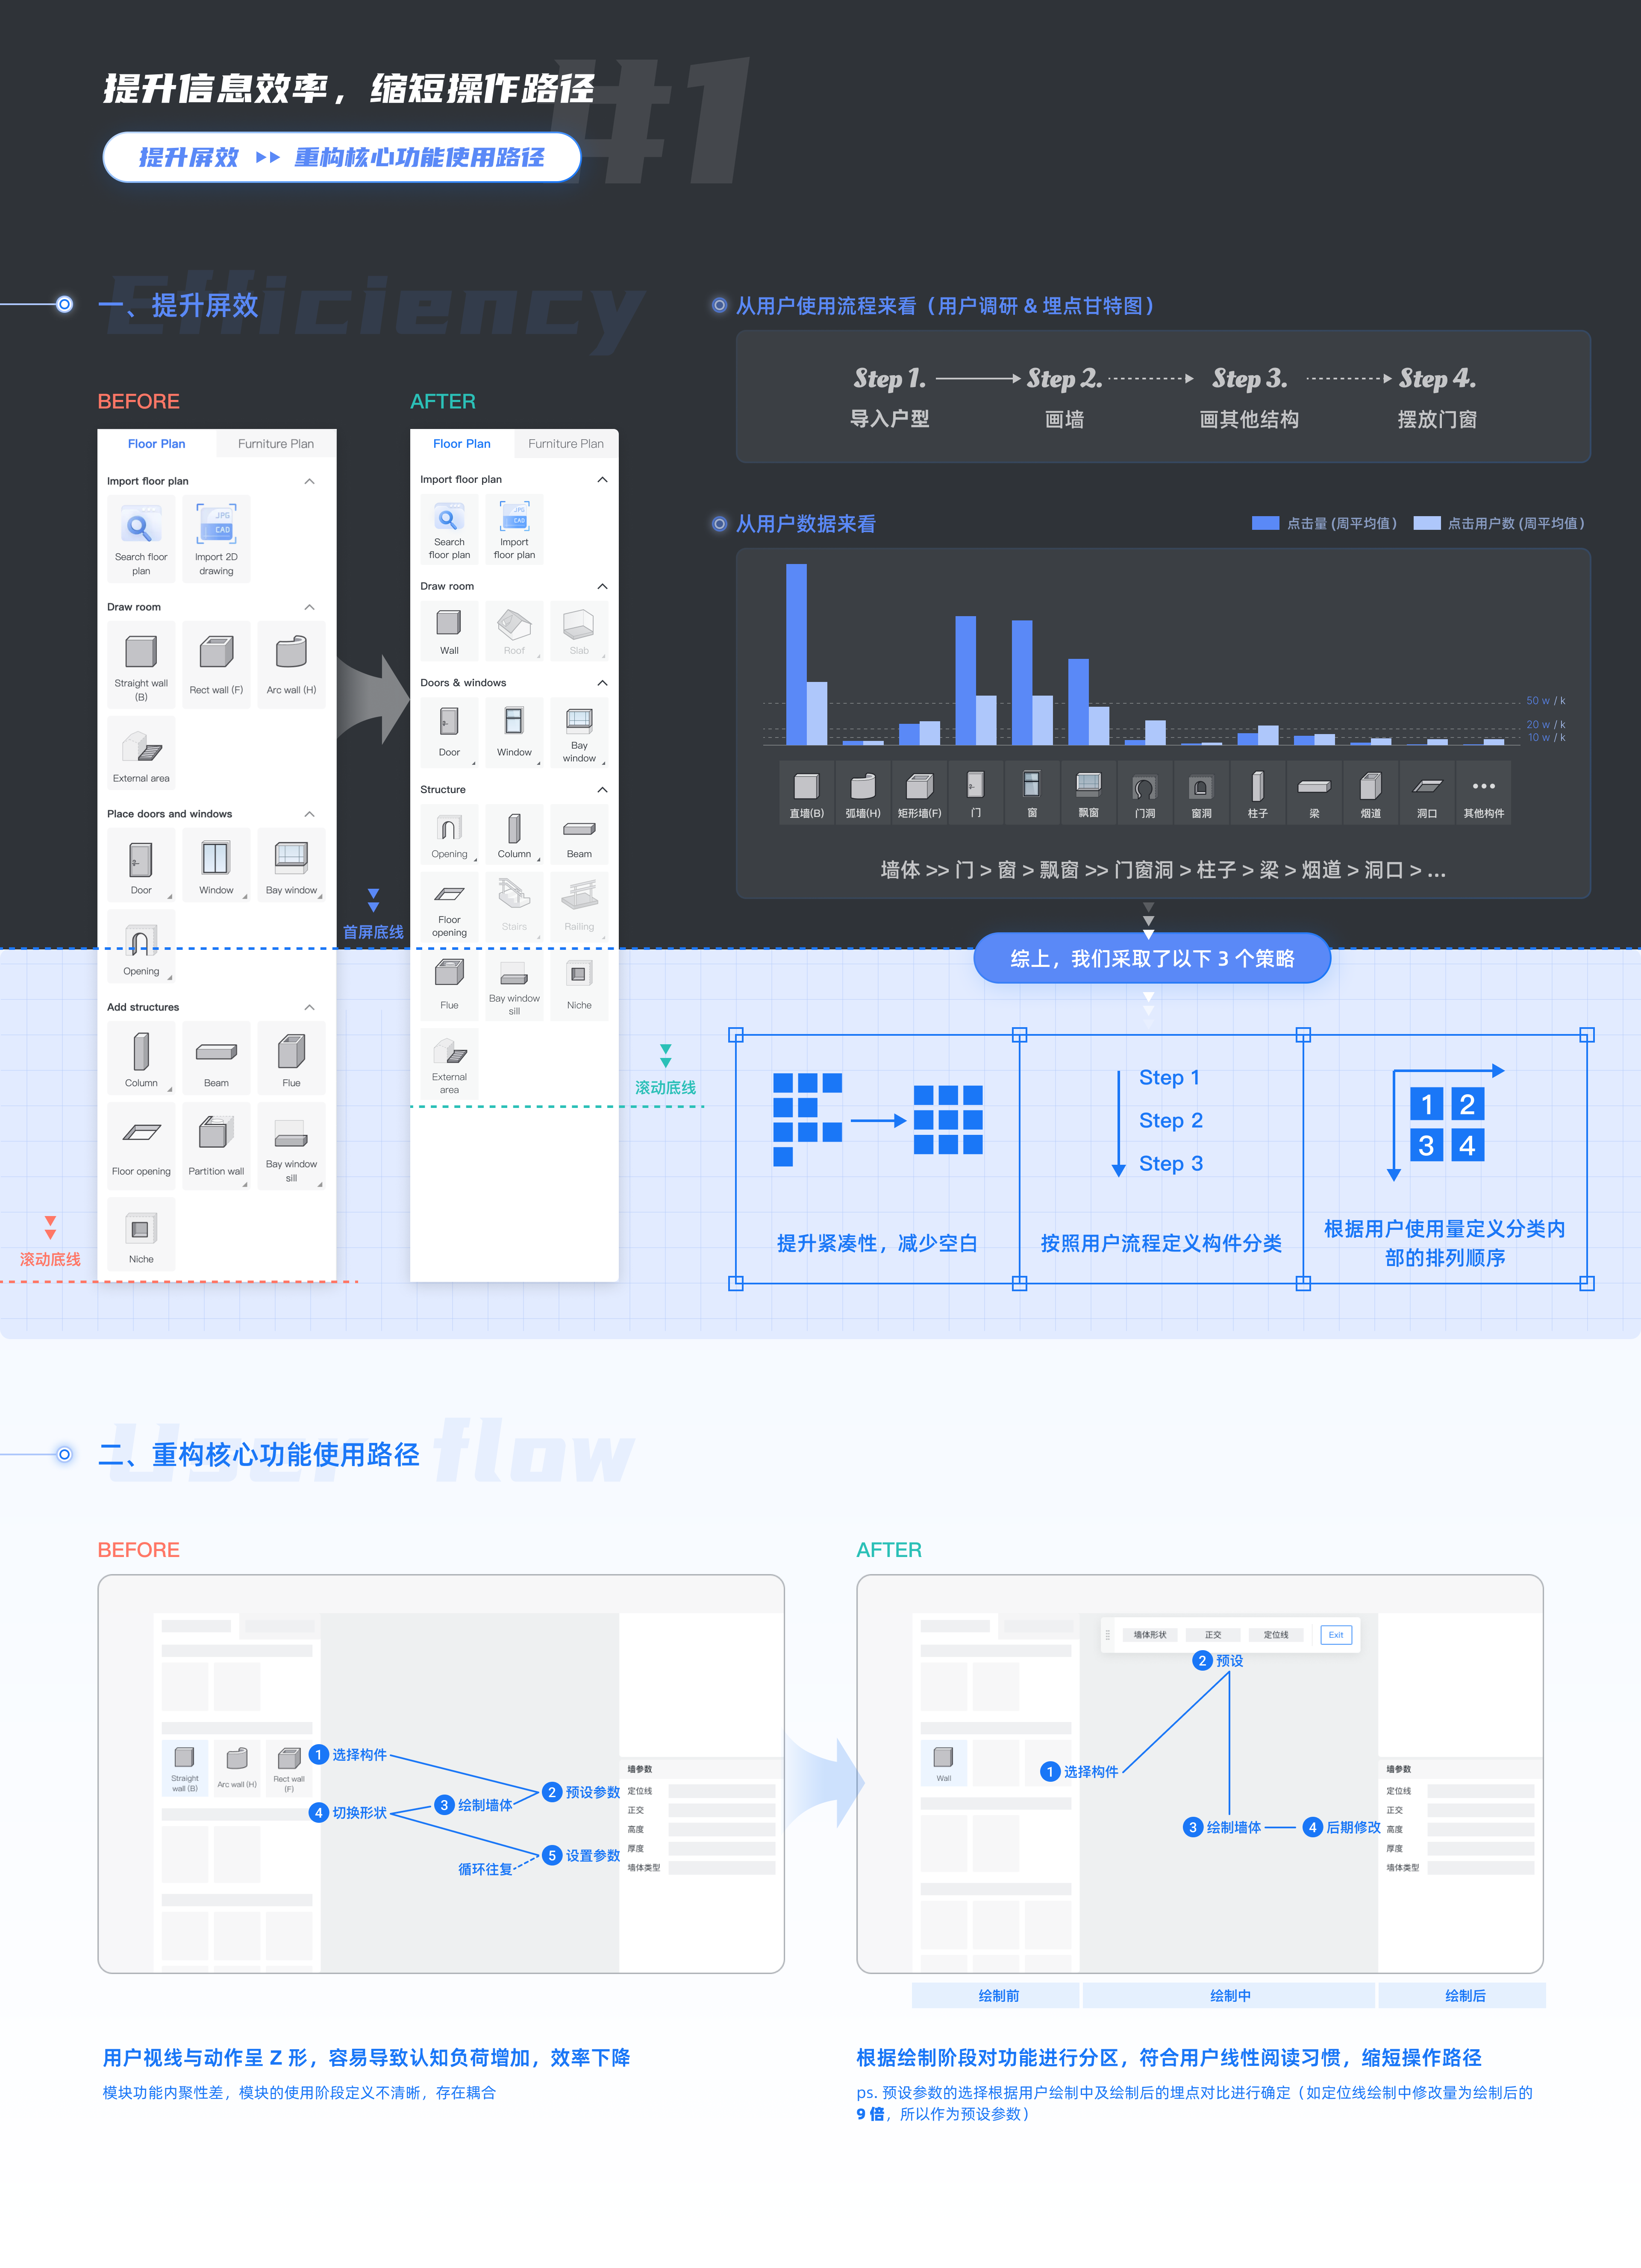 #1
提升信息效率，缩短操作路径
提升屏效 重构核心功能使用路径
Efficiency
一、提升屏效
BEFORE
Floor Plan
Furniture Plan
Import floor plan
Search floor
plan
Import 2D
drawing
Draw room
Straight wall
(B)
Rect wall (F)
Arc wall (H)
External area
Place doors and windows
Door
Window
Bay window
Opening
Add structures
Column
Beam
Flue
Floor opening
Partition wall
Bay window
sill
Niche
滚动底线
首屏底线
AFTER
Floor Plan
Furniture Plan
Import floor plan
Search
floor plan
Import
floor plan
Draw room
Wall
Roof
Slab
Doors & windows
Door
Window
Bay
window
Structure
Opening
Column
Beam
Floor
opening
Stairs
Railing
Flue
Bay window
sill
Niche
External
area
滚动底线
从用户使用流程来看（用户调研 & 埋点甘特图）
Step 1.
导入户型
Step 2.
画墙
Step 3.
画其他结构
Step 4.
摆放门窗
从用户数据来看
点击量 (周平均值)
点击用户数 (周平均值)
50 w / k
20 w / k
10 w / k
直墙(B)
弧墙(H)
矩形墙(F)
门
窗
飘窗
门洞
窗洞
柱子
梁
烟道
洞口
其他构件
墙体 >> 门 > 窗 > 飘窗 >> 门窗洞 > 柱子 > 梁 > 烟道 > 洞口 > ...
综上，我们采取了以下 3 个策略
提升紧凑性，减少空白
Step 1
Step 2
Step 3
按照用户流程定义构件分类
1 2
3 4
根据用户使用量定义分类内
部的排列顺序
User flow
二、重构核心功能使用路径
BEFORE
Straight
wall (B)
Arc wall (H)
Rect wall
(F)
1 选择构件
2 预设参数
3 绘制墙体
4 切换形状
5 设置参数
循环往复
墙参数
定位线
正交
高度
厚度
墙体类型
用户视线与动作呈 Z 形，容易导致认知负荷增加，效率下降
模块功能内聚性差，模块的使用阶段定义不清晰，存在耦合
AFTER
墙体形状
正交
定位线
Exit
2 预设
Wall
1 选择构件
3 绘制墙体
4 后期修改
墙参数
定位线
正交
高度
厚度
墙体类型
绘制前
绘制中
绘制后
根据绘制阶段对功能进行分区，符合用户线性阅读习惯，缩短操作路径
ps. 预设参数的选择根据用户绘制中及绘制后的埋点对比进行确定（如定位线绘制中修改量为绘制后的
9 倍，所以作为预设参数）